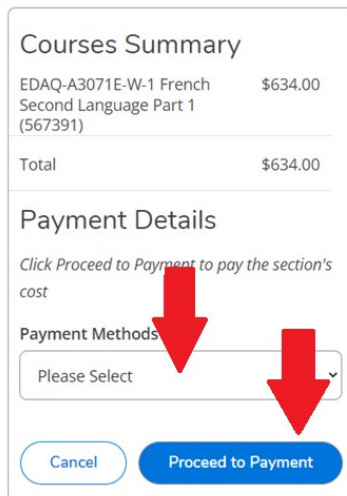 Courses Summary
EDAQ-A3071E-W-1 French $634.00
Second Language Part 1
(567391)
Total $634.00
Payment Details
Click Proceed to Payment to pay the section's
cost
Payment Methods
Please Select
Cancel Proceed to Payment